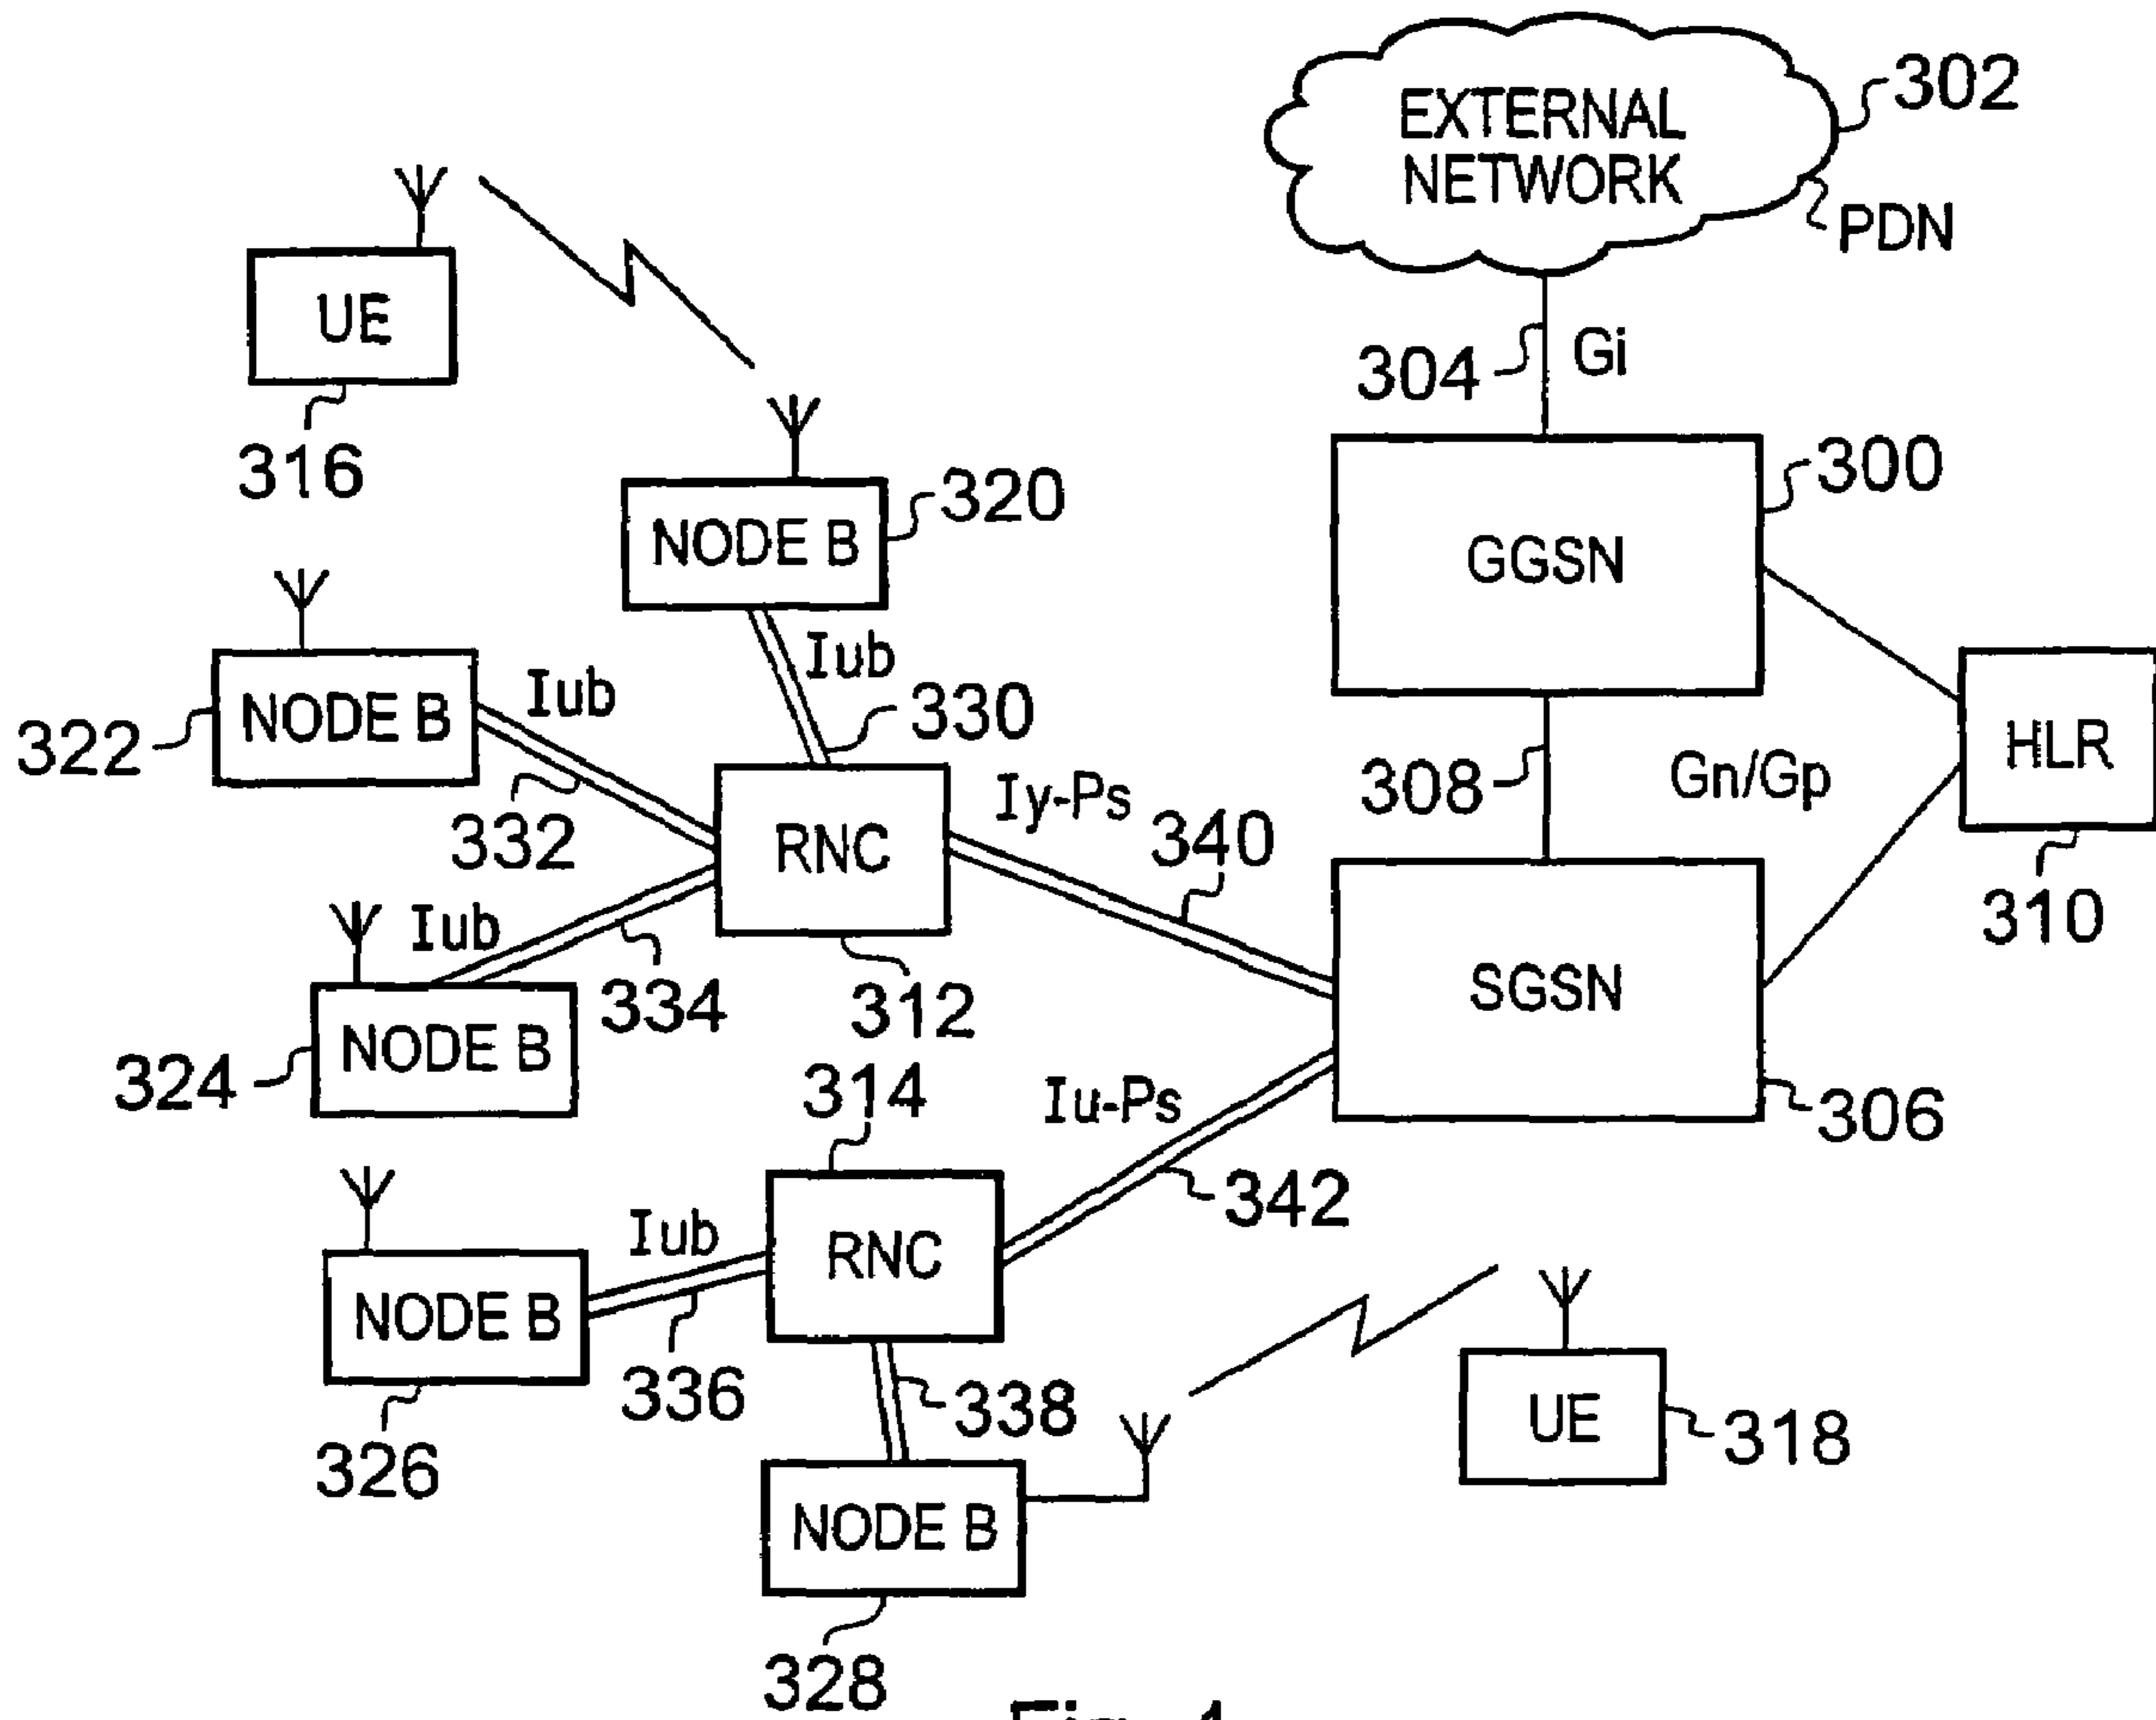 EXTERNAL
NETWORK
302
PDN
304
Gi
UE
316
NODE B
320
GGSN
300
Iub
330
NODE B
322
Iub
332
308
Gn/Gp
HLR
310
RNC
312
Iy-Ps
340
Iub
334
NODE B
324
SGSN
306
314
Iu-Ps
342
RNC
Iub
336
NODE B
326
338
UE
318
NODE B
328